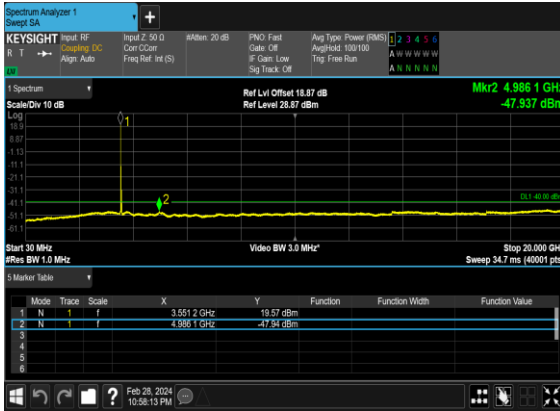 Spectrum Analyzer 1
Swept SA
+
KEYSIGHT Input: RF Input Z: 50 Ω #Atten: 20 dB PNO: Fast Avg Type: Power (RMS) 1 2 3 4 5 6
R T Coupling: DC Corr CCorr Gate: Off Avg|Hold: 100/100 A W W W W W
Align: Auto Freq Ref: Int (S) IF Gain: Low Trig: Free Run
Sig Track: Off A N N N N N
1 Spectrum Mkr2 4.986 1 GHz
Ref Lvl Offset 18.87 dB
Scale/Div 10 dB Ref Level 28.87 dBm -47.937 dBm
Log
18.9
8.87
-1.13
-11.1
-21.1
-31.1
-41.1
-51.1
-61.1
1
2
DL1 -40.00 dBm
Start 30 MHz Video BW 3.0 MHz* Stop 20.000 GHz
#Res BW 1.0 MHz Sweep 34.7 ms (40001 pts)
5 Marker Table
Mode Trace Scale X Y Function Function Width Function Value
1 N 1 f 3.551 2 GHz 19.57 dBm
2 N 1 f 4.986 1 GHz -47.94 dBm
3
4
5
6
? Feb 28, 2024
10:58:13 PM